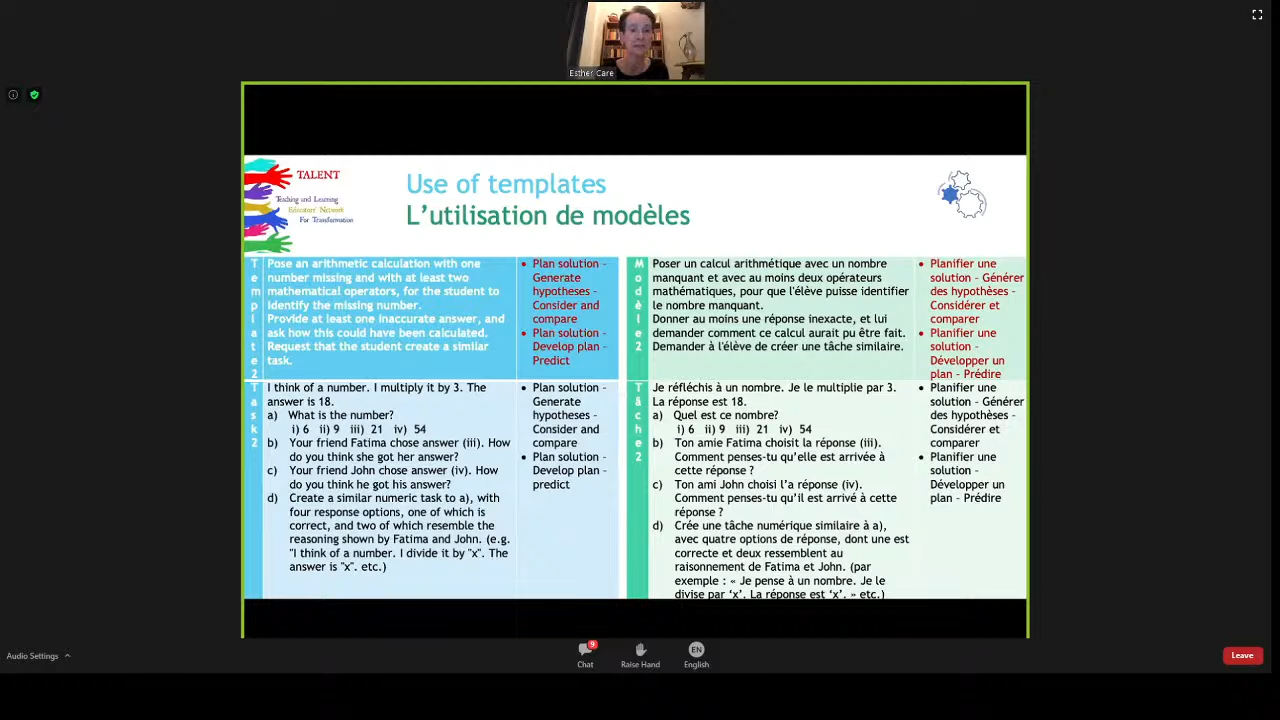 Esther Care
TALENT
Teaching and Learning
Educators' Network
For Transformation
Use of templates
L'utilisation de modèles
Template 2
Pose an arithmetic calculation with one
number missing and with at least two
mathematical operators, for the student to
identify the missing number.
Provide at least one inaccurate answer, and
ask how this could have been calculated.
Request that the student create a similar
task.
• Plan solution –
Generate
hypotheses –
Consider and
compare
• Plan solution –
Develop plan –
Predict
Modèle 2
Poser un calcul arithmétique avec un nombre
manquant et avec au moins deux opérateurs
mathématiques, pour que l'élève puisse identifier
le nombre manquant.
Donner au moins une réponse inexacte, et lui
demander comment ce calcul aurait pu être fait.
Demander à l'élève de créer une tâche similaire.
• Planifier une
solution – Générer
des hypothèses –
Considérer et
comparer
• Planifier une
solution –
Développer un
plan – Prédire
Task 2
I think of a number. I multiply it by 3. The
answer is 18.
a) What is the number?
i) 6 ii) 9 iii) 21 iv) 54
b) Your friend Fatima chose answer (iii). How
do you think she got her answer?
c) Your friend John chose answer (iv). How
do you think he got his answer?
d) Create a similar numeric task to a), with
four response options, one of which is
correct, and two of which resemble the
reasoning shown by Fatima and John. (e.g.
"I think of a number. I divide it by "x". The
answer is "x". etc.)
• Plan solution –
Generate
hypotheses –
Consider and
compare
• Plan solution –
Develop plan –
predict
Tâche 2
Je réfléchis à un nombre. Je le multiplie par 3.
La réponse est 18.
a) Quel est ce nombre?
i) 6 ii) 9 iii) 21 iv) 54
b) Ton amie Fatima choisit la réponse (iii).
Comment penses-tu qu'elle est arrivée à
cette réponse ?
c) Ton ami John choisi l'a réponse (iv).
Comment penses-tu qu'il est arrivé à cette
réponse ?
d) Crée une tâche numérique similaire à a),
avec quatre options de réponse, dont une est
correcte et deux ressemblent au
raisonnement de Fatima et John. (par
exemple : « Je pense à un nombre. Je le
divise par 'x'. La réponse est 'x'. » etc.)
• Planifier une
solution – Générer
des hypothèses –
Considérer et
comparer
• Planifier une
solution –
Développer un
plan – Prédire
Audio Settings
9
Chat
Raise Hand
EN
English
Leave